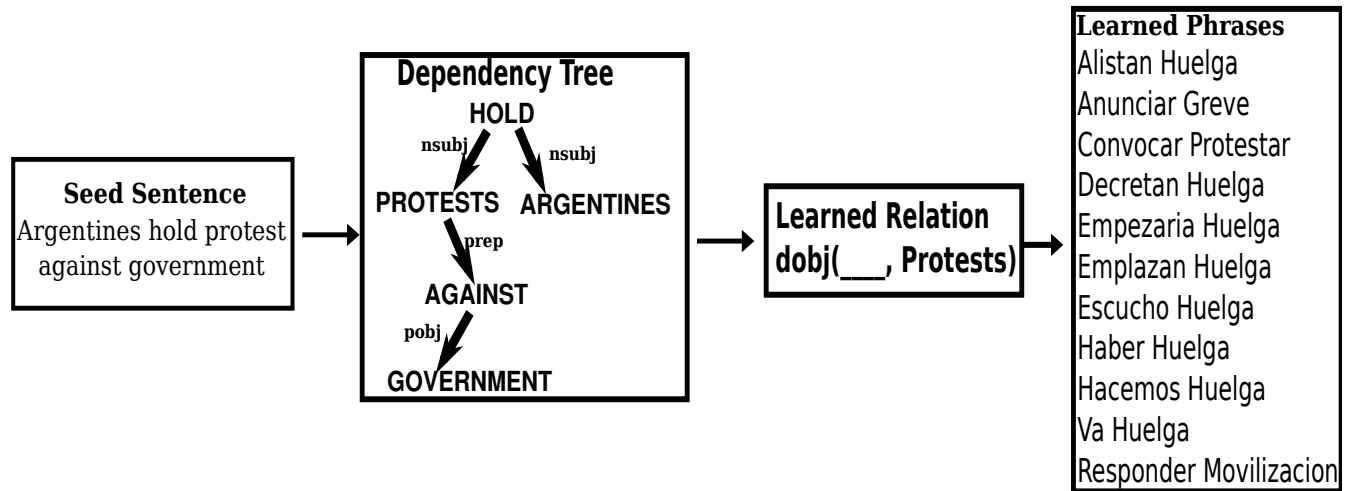 Seed Sentence
Argentines hold protest
against government
Dependency Tree
HOLD
nsubj
nsubj
PROTESTS
ARGENTINES
prep
AGAINST
pobj
GOVERNMENT
Learned Relation
dobj(____, Protests)
Learned Phrases
Alistan Huelga
Anunciar Greve
Convocar Protestar
Decretan Huelga
Empezaria Huelga
Emplazan Huelga
Escucho Huelga
Haber Huelga
Hacemos Huelga
Va Huelga
Responder Movilizacion